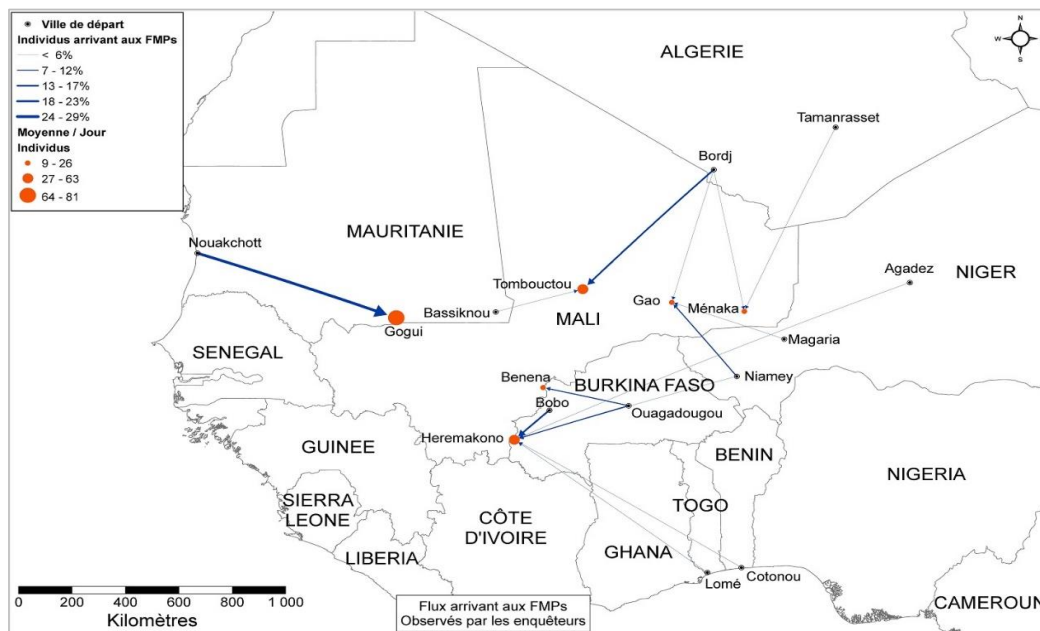 Ville de départ
Individus arrivant aux FMPs
< 6%
7 - 12%
13 - 17%
18 - 23%
24 - 29%
Moyenne / Jour
Individus
9 - 26
27 - 63
64 - 81
N
W E
S
ALGERIE
Tamanrasset
Bordj
MAURITANIE
Nouakchott
Agadez
NIGER
Tombouctou
Gao
Ménaka
Bassiknou
MALI
Gogui
Magaria
SENEGAL
Niamey
Benena
BURKINA FASO
Bobo
Ouagadougou
Heremakono
GUINEE
BENIN
NIGERIA
SIERRA
LEONE
TOGO
CÔTE
D'IVOIRE
LIBERIA
GHANA
Lomé
Cotonou
CAMEROUN
0 200 400 600 800 1 000
Kilomètres
Flux arrivant aux FMPs
Observés par les enquêteurs